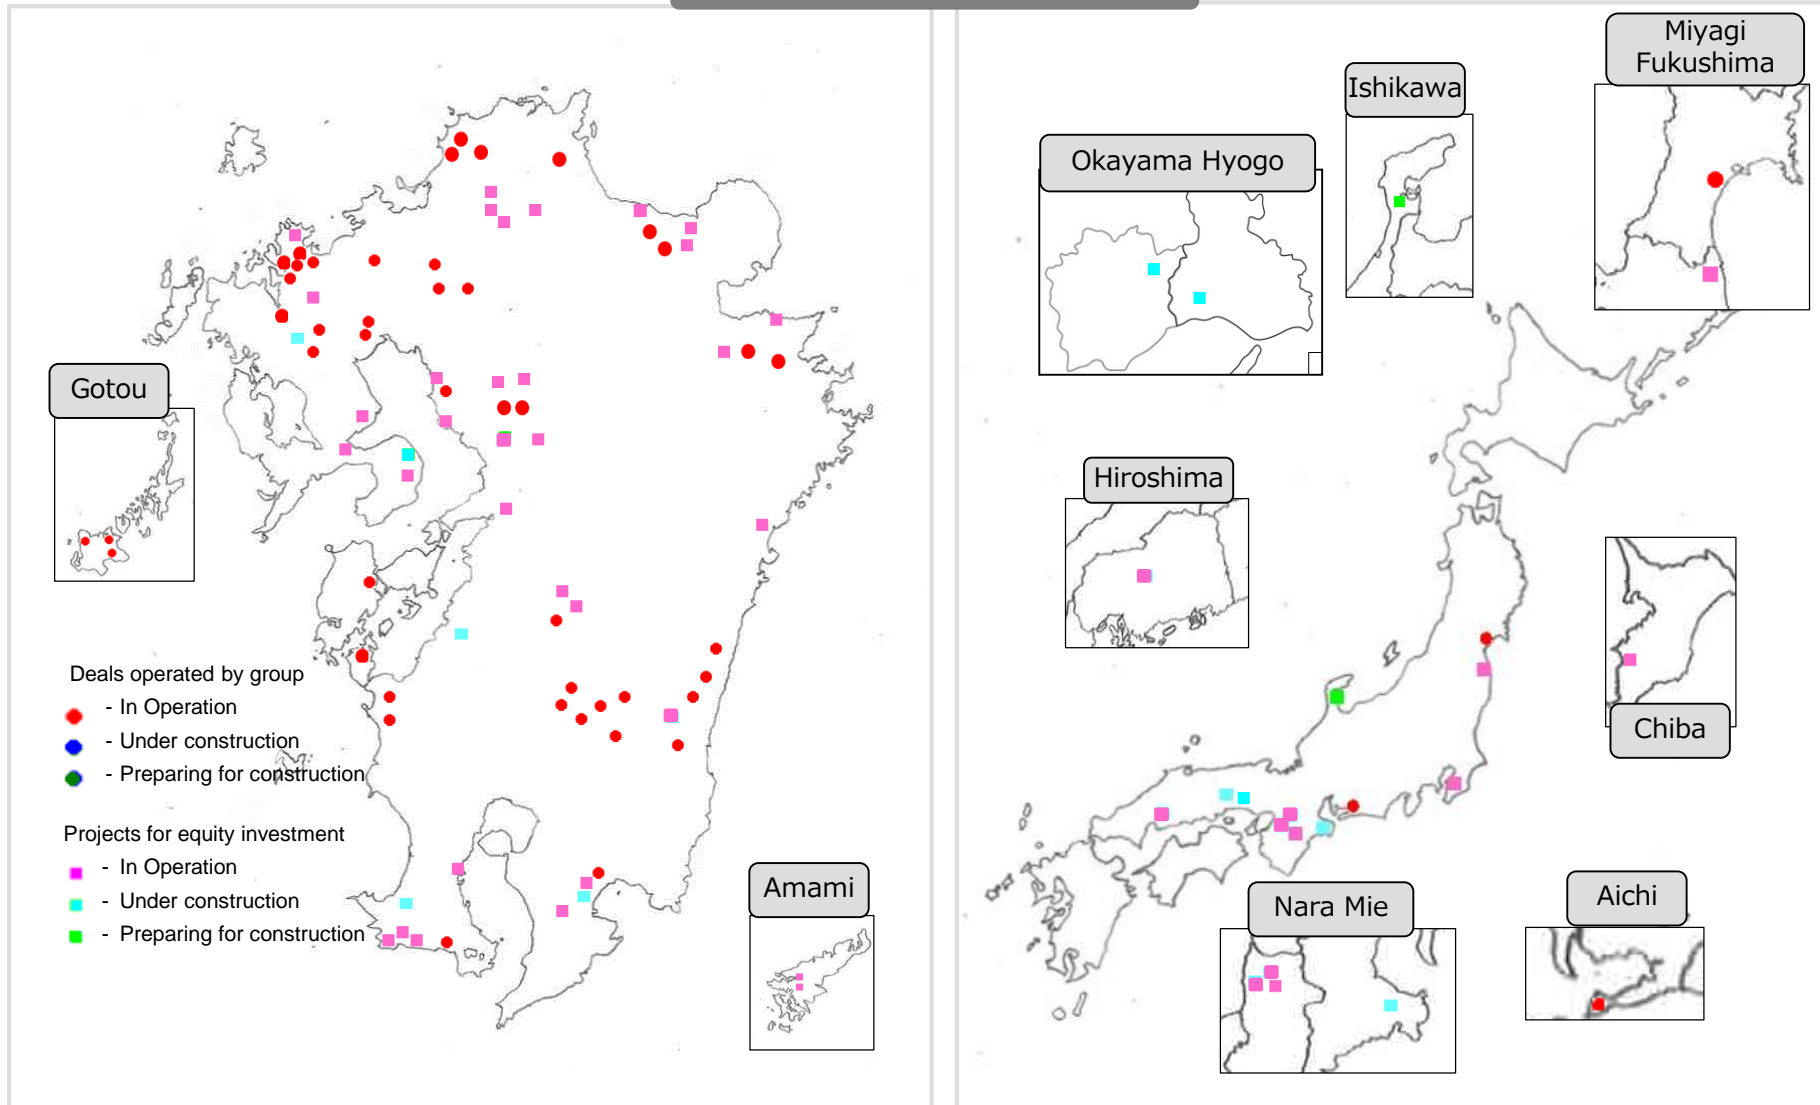 Gotou
Deals operated by group
- In Operation
- Under construction
- Preparing for construction
Projects for equity investment
- In Operation
- Under construction
- Preparing for construction
Amami
Miyagi
Fukushima
Ishikawa
Okayama Hyogo
Hiroshima
Chiba
Nara Mie
Aichi